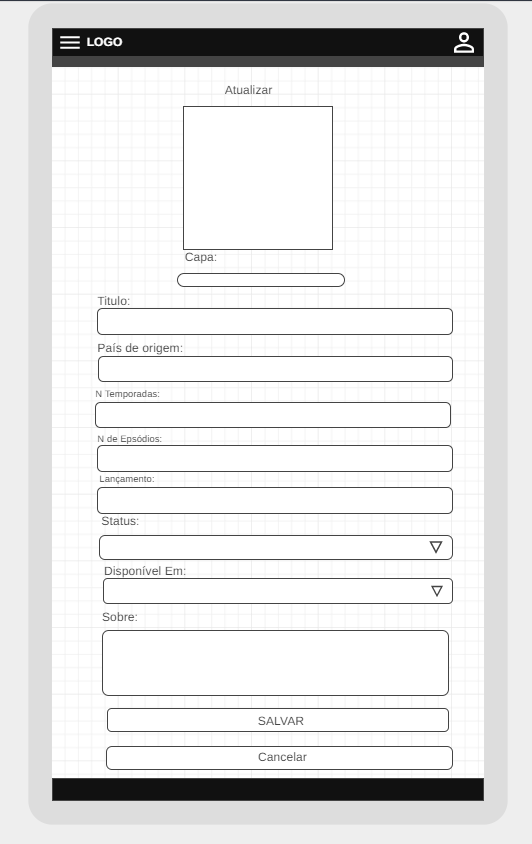 LOGO
Atualizar
Capa:
Titulo:
País de origem:
N Temporadas:
N de Epsódios:
Lançamento:
Status:
Disponível Em:
Sobre:
SALVAR
Cancelar